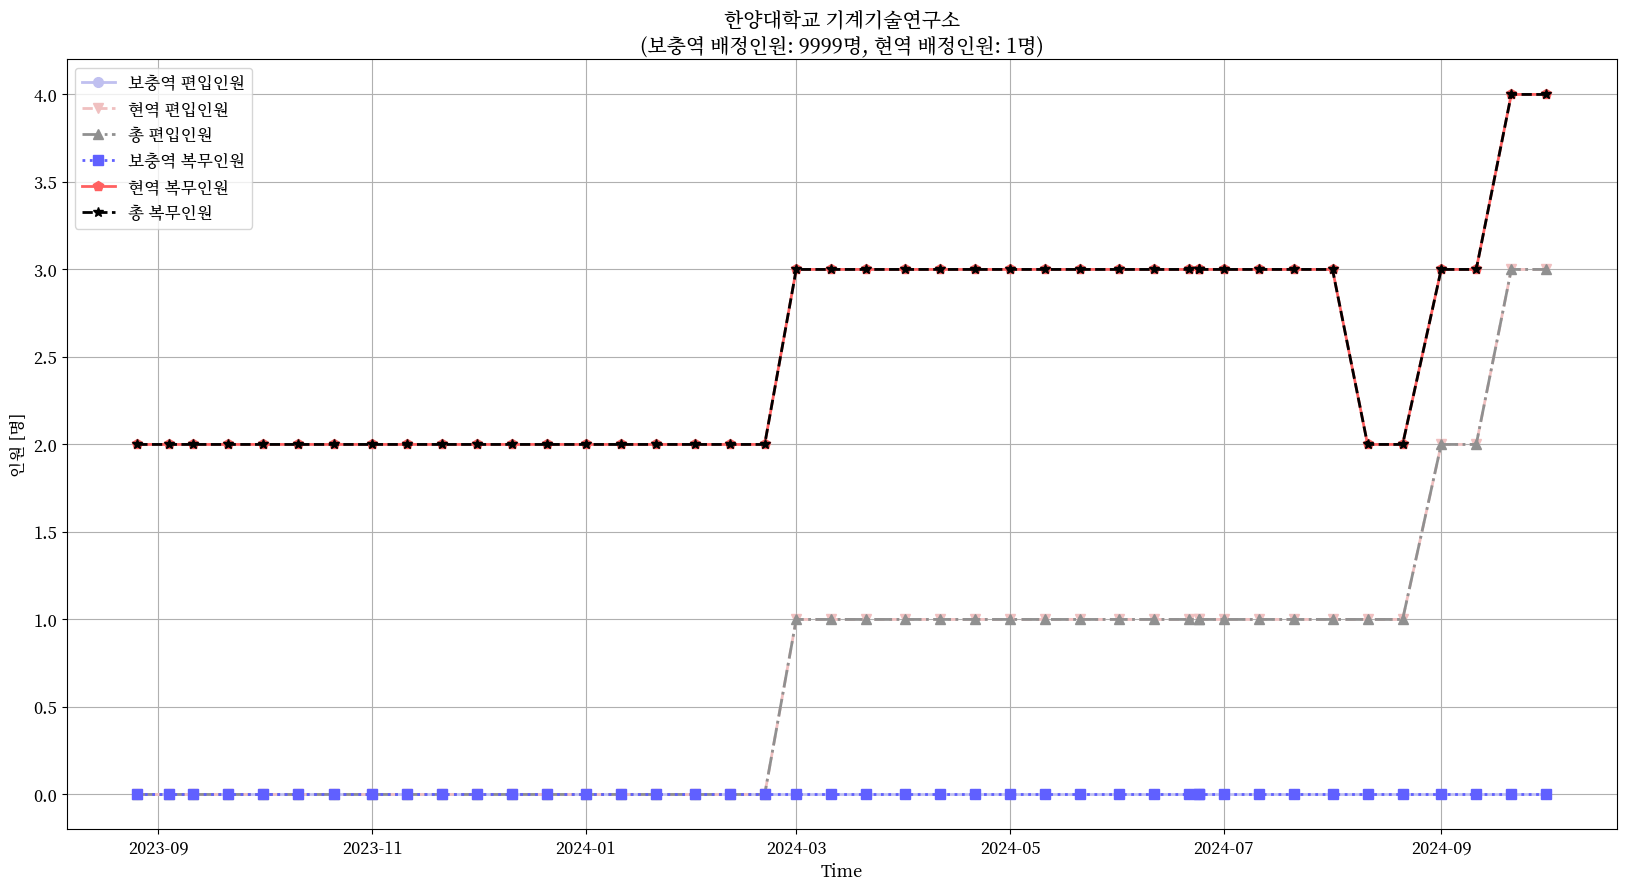 한양대학교 기계기술연구소
(보충역 배정인원: 9999명, 현역 배정인원: 1명)
보충역 편입인원
현역 편입인원
총 편입인원
보충역 복무인원
현역 복무인원
총 복무인원
인원 [명]
4.0
3.5
3.0
2.5
2.0
1.5
1.0
0.5
0.0
2023-09
2023-11
2024-01
2024-03
2024-05
2024-07
2024-09
Time